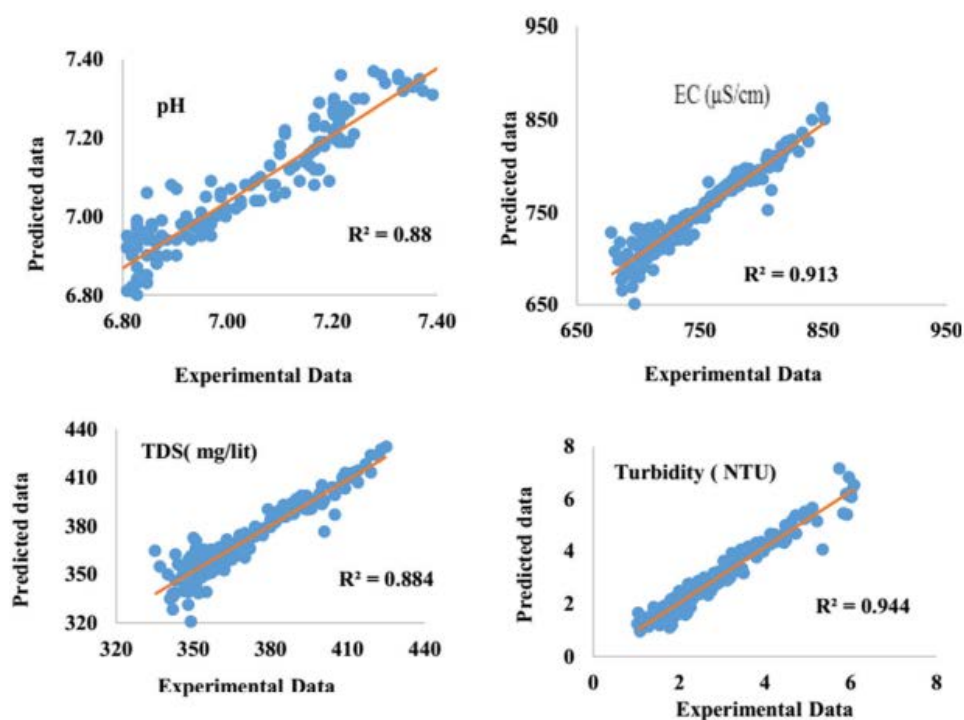 7.40
7.20
7.00
6.80
Predicted data
pH
R² = 0.88
6.80 7.00 7.20 7.40
Experimental Data
950
850
750
650
Predicted data
EC (µS/cm)
R² = 0.913
650 750 850 950
Experimental Data
440
410
380
350
320
Predicted data
TDS( mg/lit)
R² = 0.884
320 350 380 410 440
Experimental Data
8
6
4
2
0
Predicted data
Turbidity ( NTU)
R² = 0.944
0 2 4 6 8
Experimental Data